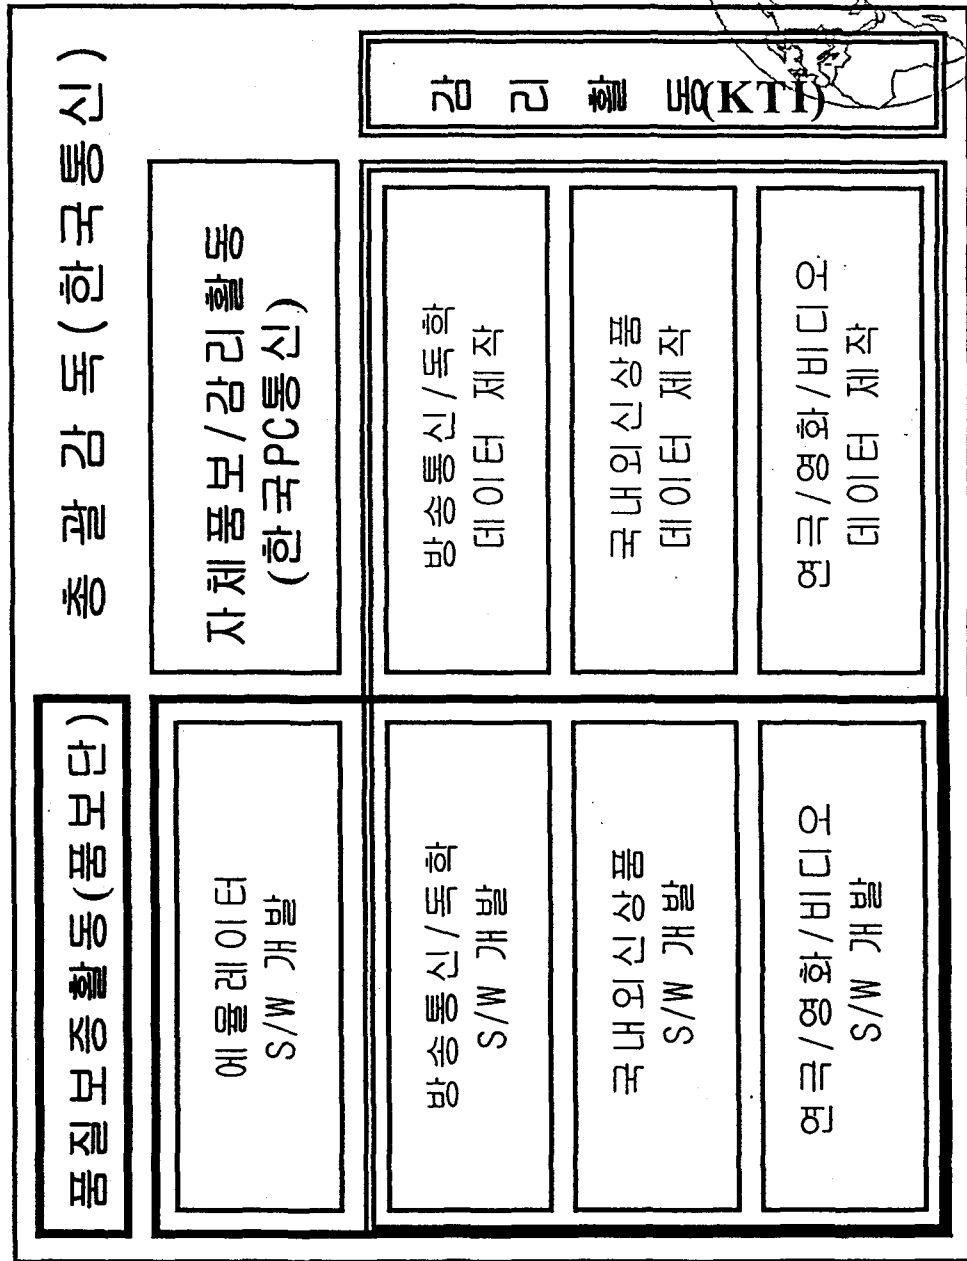 총 괄 감 독 ( 한 국 통 신 )
품질보증활동(품보단)
자체품보/감리활동
(한국PC통신)
감 리 활 동(KTI)
에뮬레이터
S/W 개발
방송통신/독학
S/W 개발
방송통신/독학
데이터 제작
국내외신상품
S/W 개발
국내외신상품
데이터 제작
연극/영화/비디오
S/W 개발
연극/영화/비디오
데이터 제작